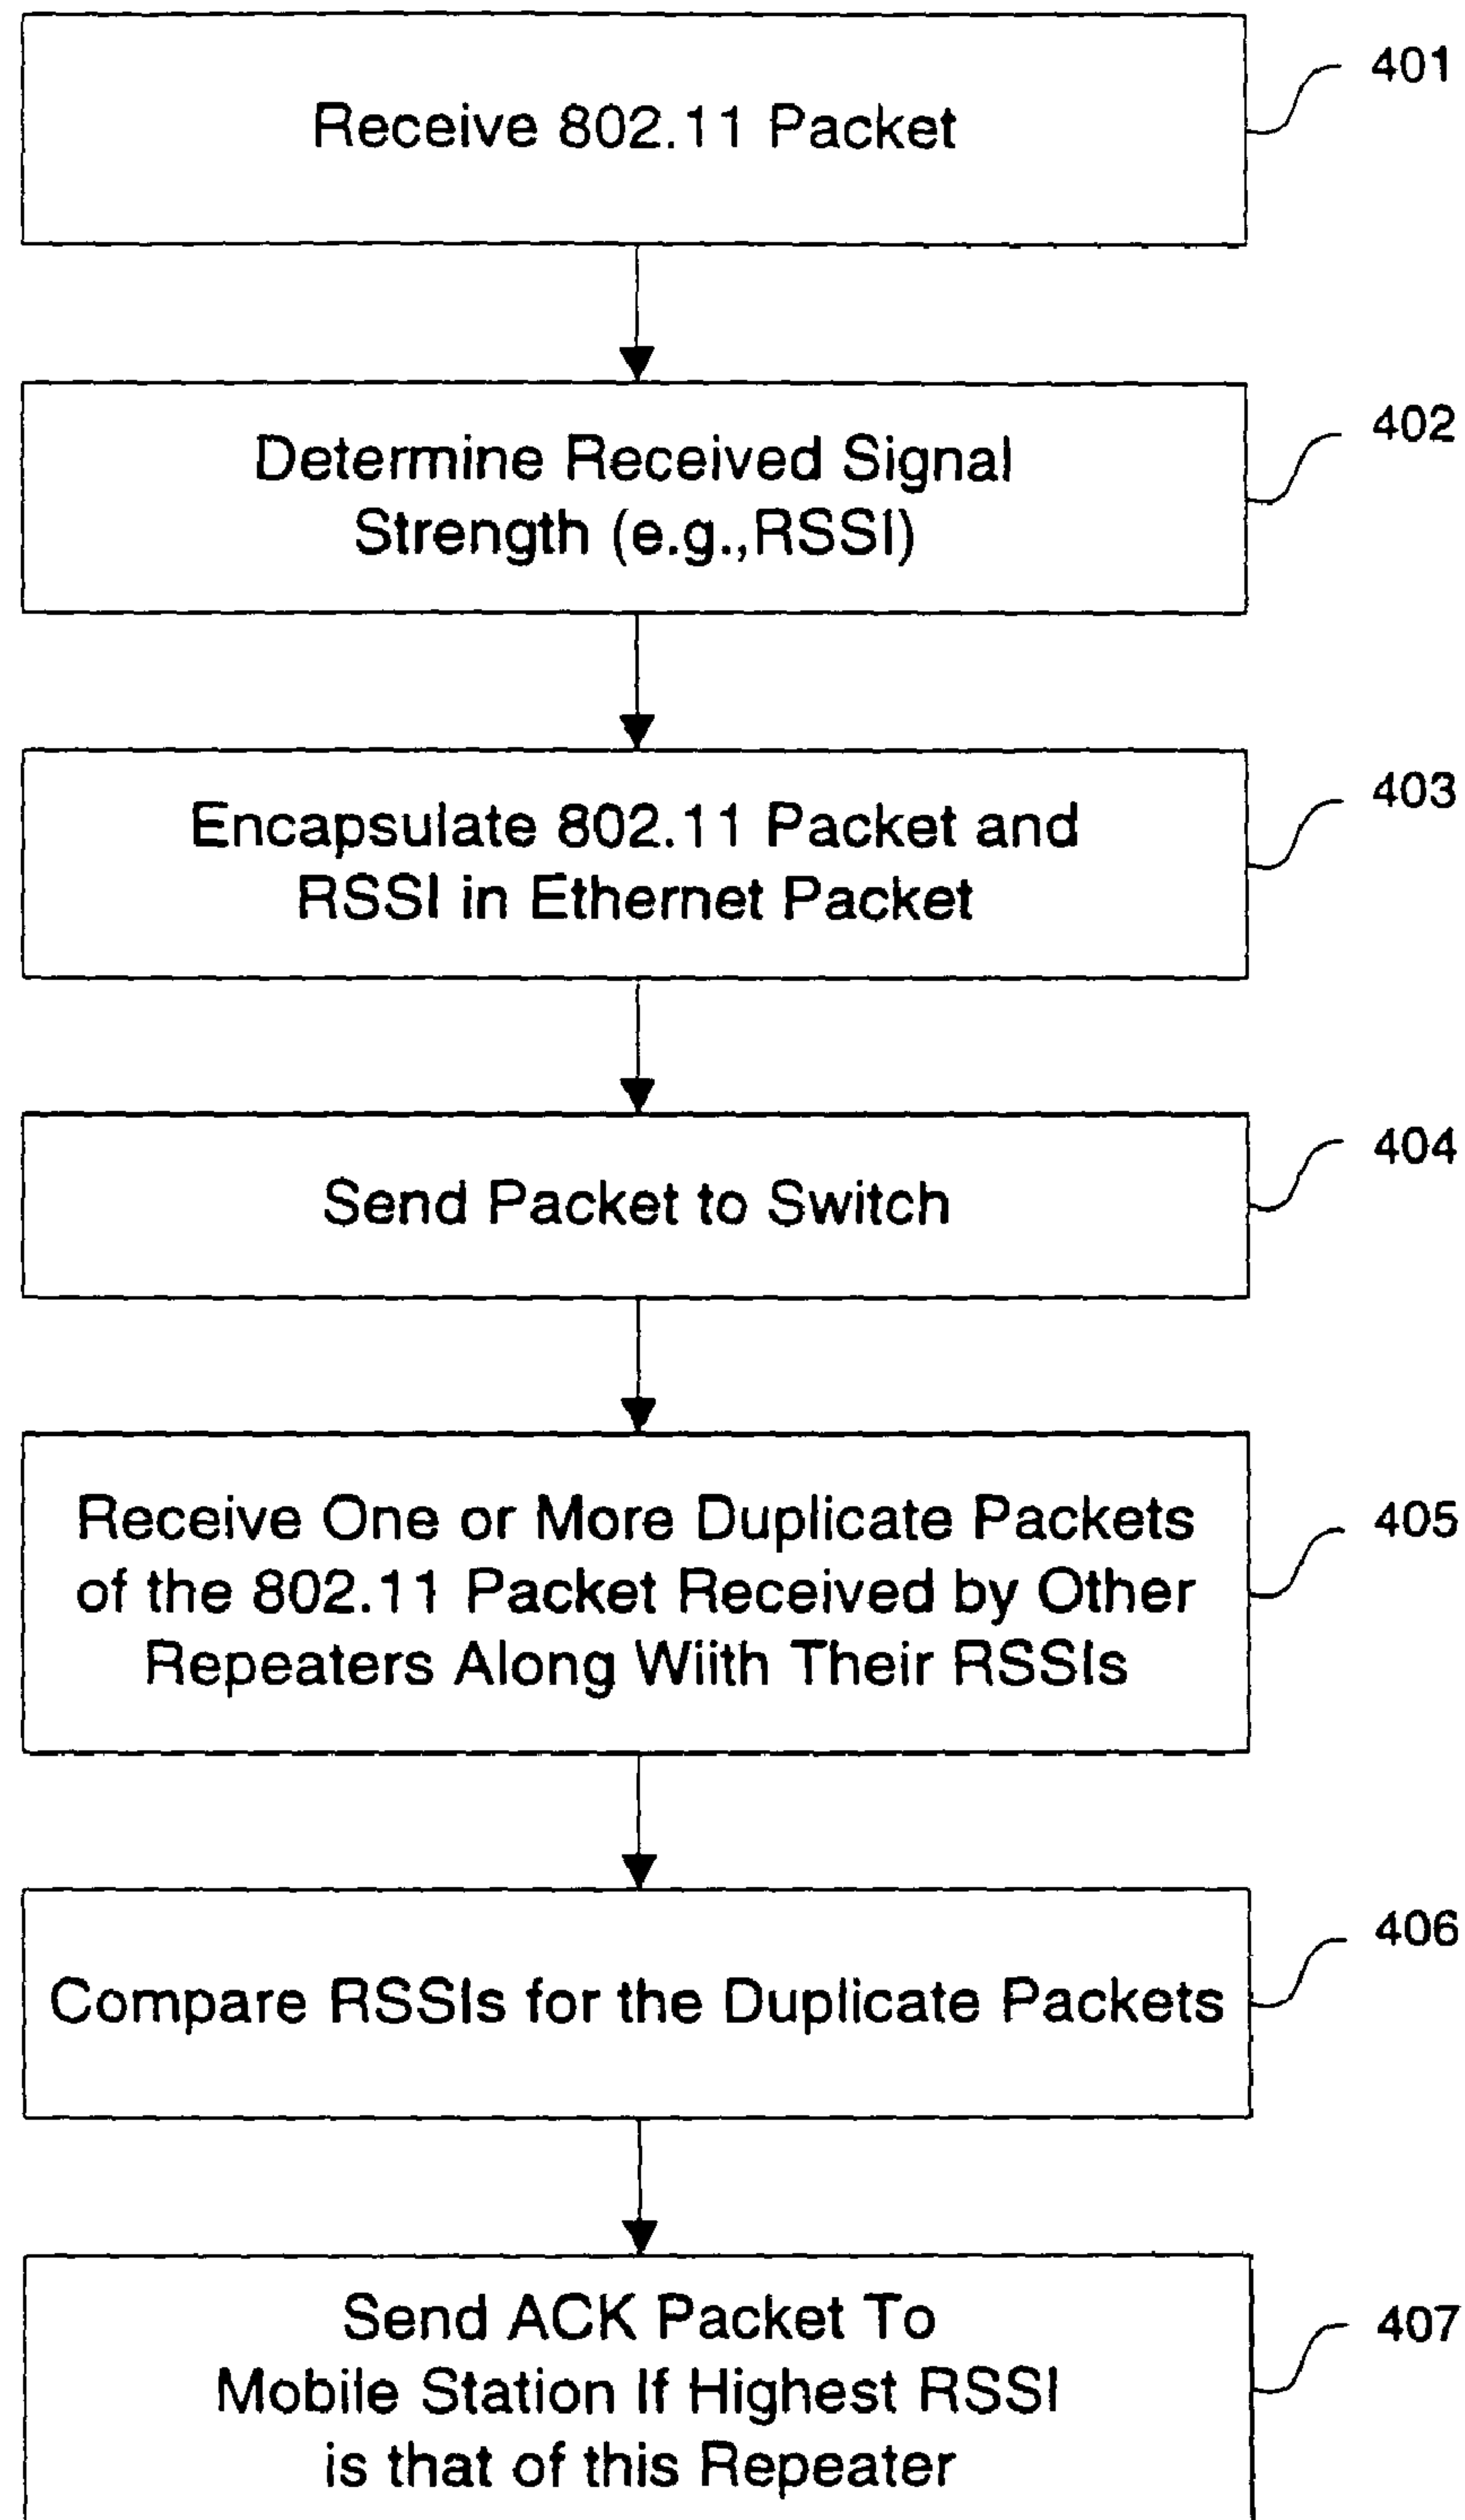 Receive 802.11 Packet
401
Determine Received Signal
Strength (e.g.,RSSI)
402
Encapsulate 802.11 Packet and
RSSI in Ethernet Packet
403
Send Packet to Switch
404
Receive One or More Duplicate Packets
of the 802.11 Packet Received by Other
Repeaters Along Wiith Their RSSIs
405
Compare RSSIs for the Duplicate Packets
406
Send ACK Packet To
Mobile Station If Highest RSSI
is that of this Repeater
407